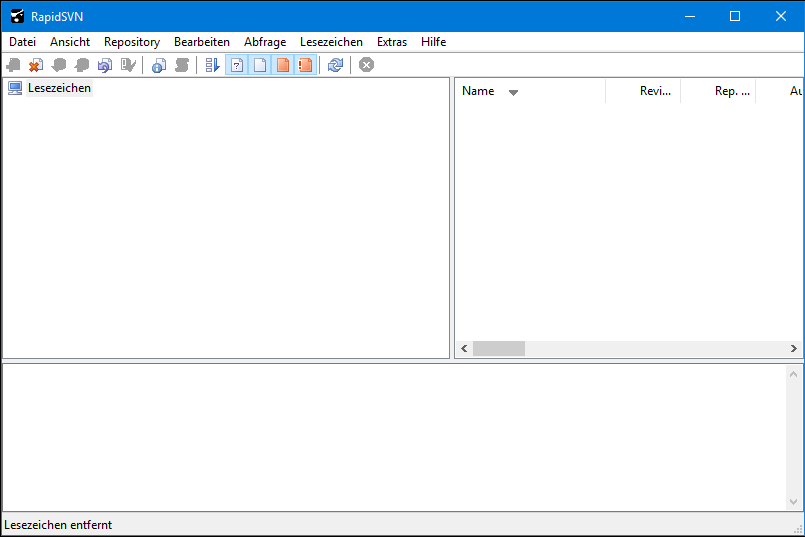 RapidSVN
Datei Ansicht Repository Bearbeiten Abfrage Lesezeichen Extras Hilfe
Lesezeichen
Name Revi... Rep. ... Au
Lesezeichen entfernt